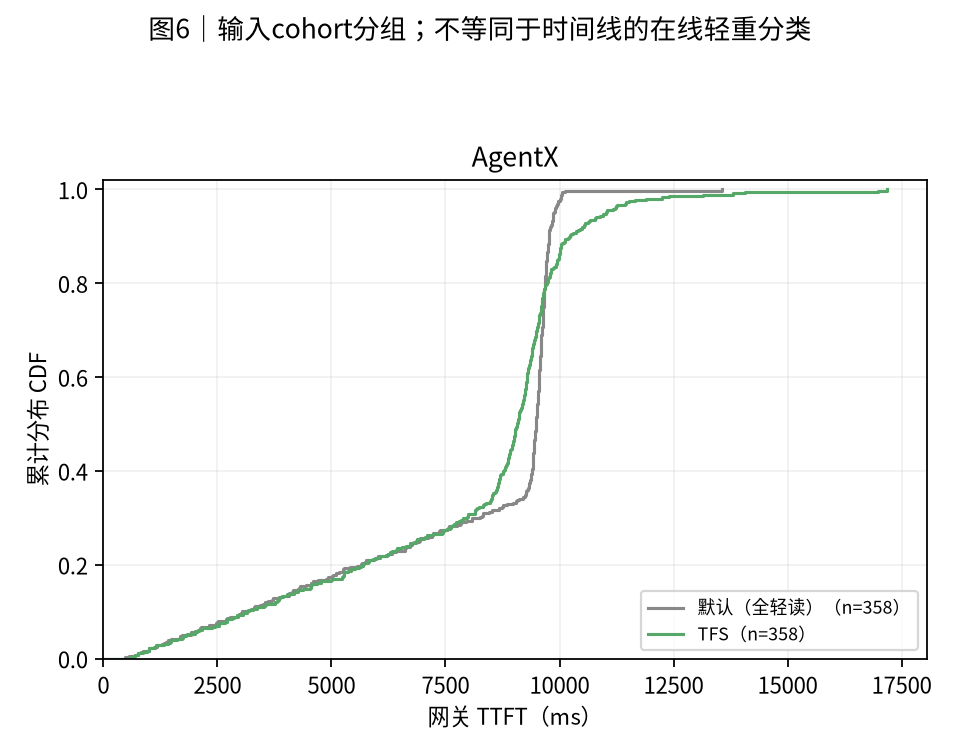 图6｜输入cohort分组；不等同于时间线的在线轻重分类
AgentX
累计分布 CDF
1.0
0.8
0.6
0.4
0.2
0.0
默认（全轻读）（n=358）
TFS（n=358）
0 2500 5000 7500 10000 12500 15000 17500
网关 TTFT（ms）